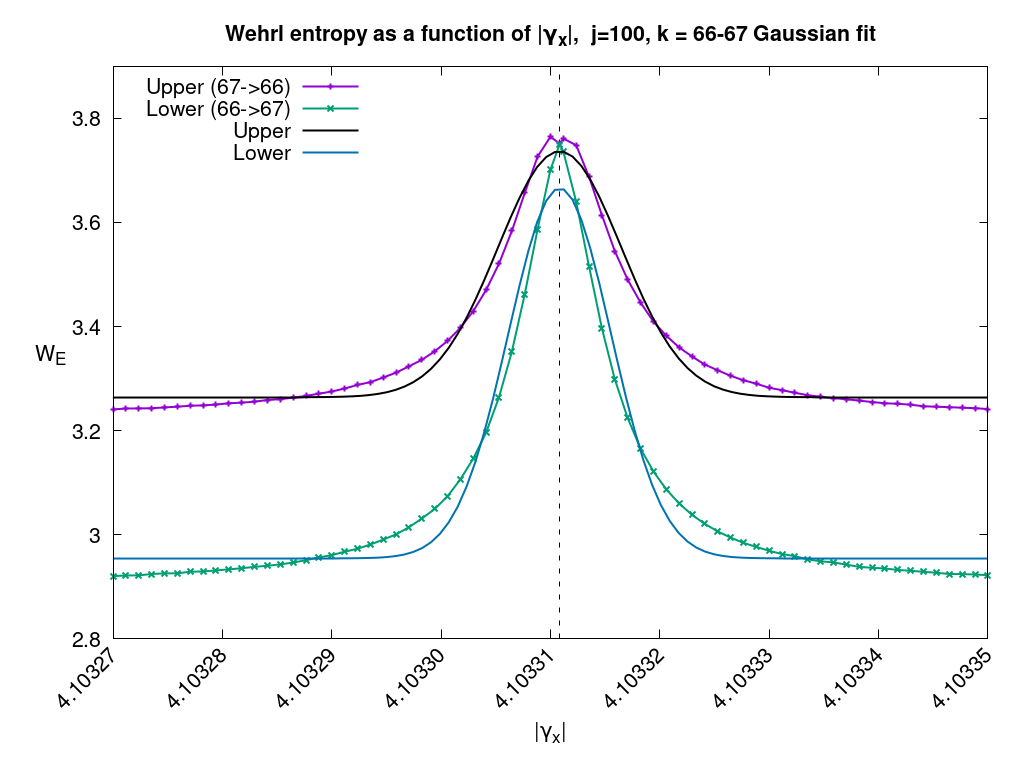 Wehrl entropy as a function of |γx|, j=100, k = 66-67 Gaussian fit
Upper (67->66)
Lower (66->67)
Upper
Lower
3.8
3.6
3.4
3.2
3
2.8
WE
4.10327
4.10328
4.10329
4.10330
4.10331
4.10332
4.10333
4.10334
4.10335
|γx|